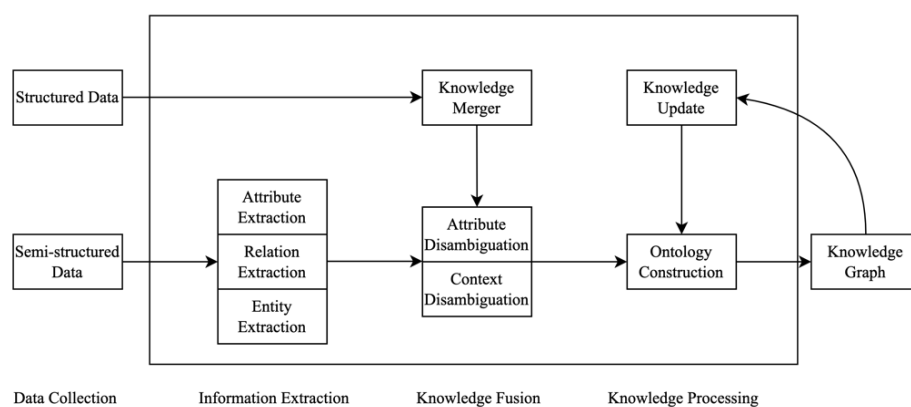 Structured Data
Knowledge
Merger
Knowledge
Update
Attribute
Extraction
Relation
Extraction
Entity
Extraction
Semi-structured
Data
Attribute
Disambiguation
Context
Disambiguation
Ontology
Construction
Knowledge
Graph
Data Collection
Information Extraction
Knowledge Fusion
Knowledge Processing